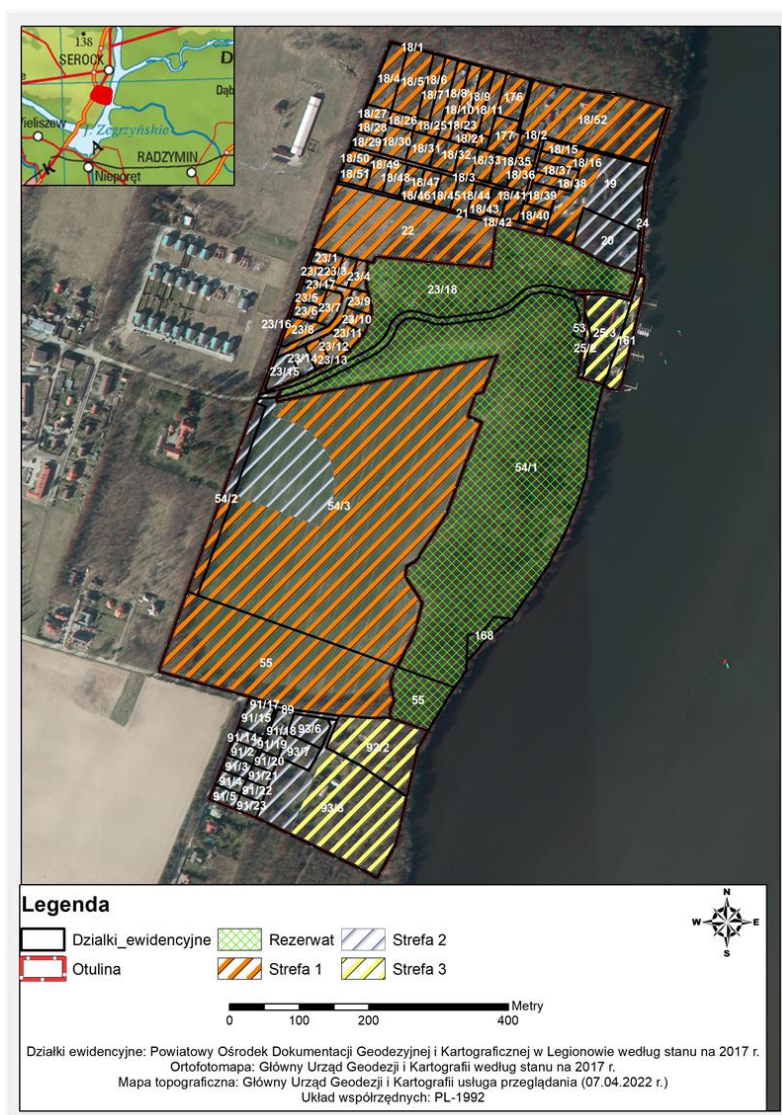 138
SEROCK
D
Dąb
Wieliszew
j. Zegrzyńskie
K
A
RADZYMIN
Nieporęt
18/1
18/4 18/5 18/6
18/7 18/8 18/9 176
18/10 18/11
18/52
18/27 18/26
18/28 18/25 18/23
18/21 177 18/2
18/29 18/30
18/31 18/32 18/33 18/35
18/15
18/16
18/50 18/49
18/36 18/37
18/51 18/48 18/47 18/3
18/38 19
18/46 18/45 18/44 18/41 18/39
21 18/43
18/42 18/40
24
22
20
23/1
23/2 23/3 23/4
23/17
23/18
23/5 23/9
23/6 23/7
23/16 23/8 23/10
23/11
23/12
23/14 23/13
23/15
53 25/3
25/2 161
54/1
54/2 54/3
168
55
55
91/17 89
91/15
91/18 93/6
91/14 91/19
91/2 93/7 92/2
91/3 91/20
91/4 91/21
91/5 91/22
91/23 93/8
Legenda
Działki_ewidencyjne Rezerwat Strefa 2
Otulina Strefa 1 Strefa 3
N
W E
S
Metry
0 100 200 400
Działki ewidencyjne: Powiatowy Ośrodek Dokumentacji Geodezyjnej i Kartograficznej w Legionowie według stanu na 2017 r.
Ortofotomapa: Główny Urząd Geodezji i Kartografii według stanu na 2017 r.
Mapa topograficzna: Główny Urząd Geodezji i Kartografii usługa przeglądania (07.04.2022 r.)
Układ współrzędnych: PL-1992